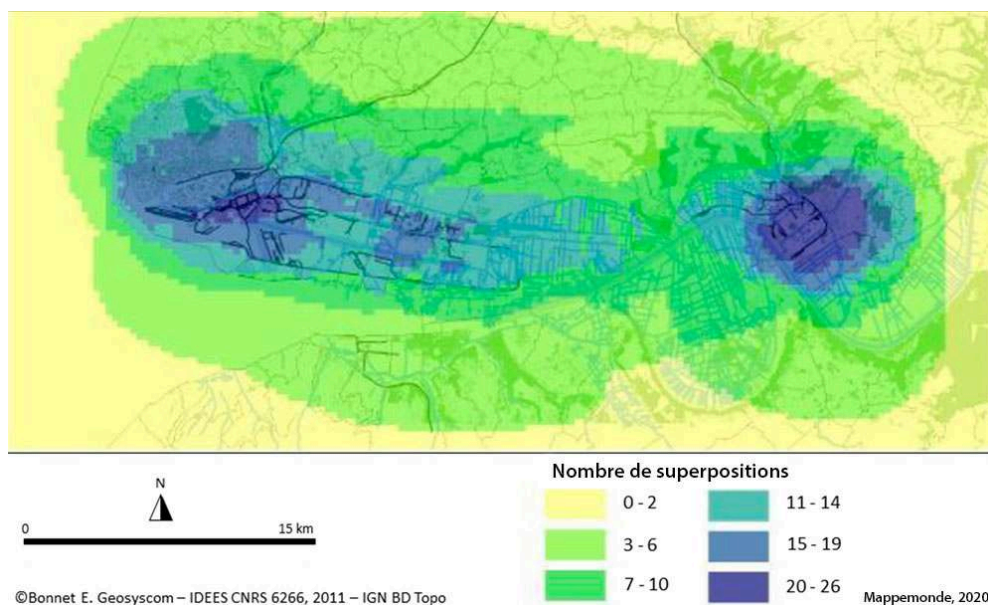 Nombre de superpositions
0 - 2
3 - 6
7 - 10
11 - 14
15 - 19
20 - 26
N
0
15 km
©Bonnet E. Geosyscom – IDEES CNRS 6266, 2011 – IGN BD Topo
Mappemonde, 2020